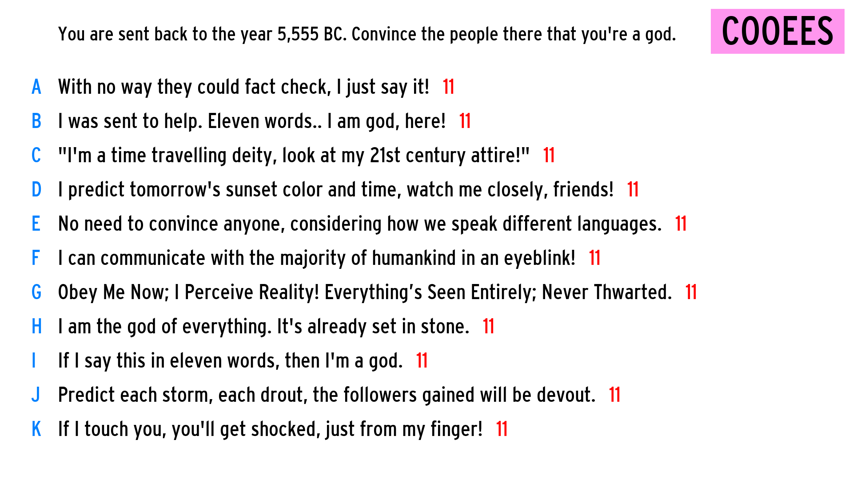 You are sent back to the year 5,555 BC. Convince the people there that you're a god.
COOEES
A With no way they could fact check, I just say it! 11
B I was sent to help. Eleven words.. I am god, here! 11
C "I'm a time travelling deity, look at my 21st century attire!" 11
D I predict tomorrow's sunset color and time, watch me closely, friends! 11
E No need to convince anyone, considering how we speak different languages. 11
F I can communicate with the majority of humankind in an eyeblink! 11
G Obey Me Now; I Perceive Reality! Everything’s Seen Entirely; Never Thwarted. 11
H I am the god of everything. It's already set in stone. 11
I If I say this in eleven words, then I'm a god. 11
J Predict each storm, each drout, the followers gained will be devout. 11
K If I touch you, you'll get shocked, just from my finger! 11